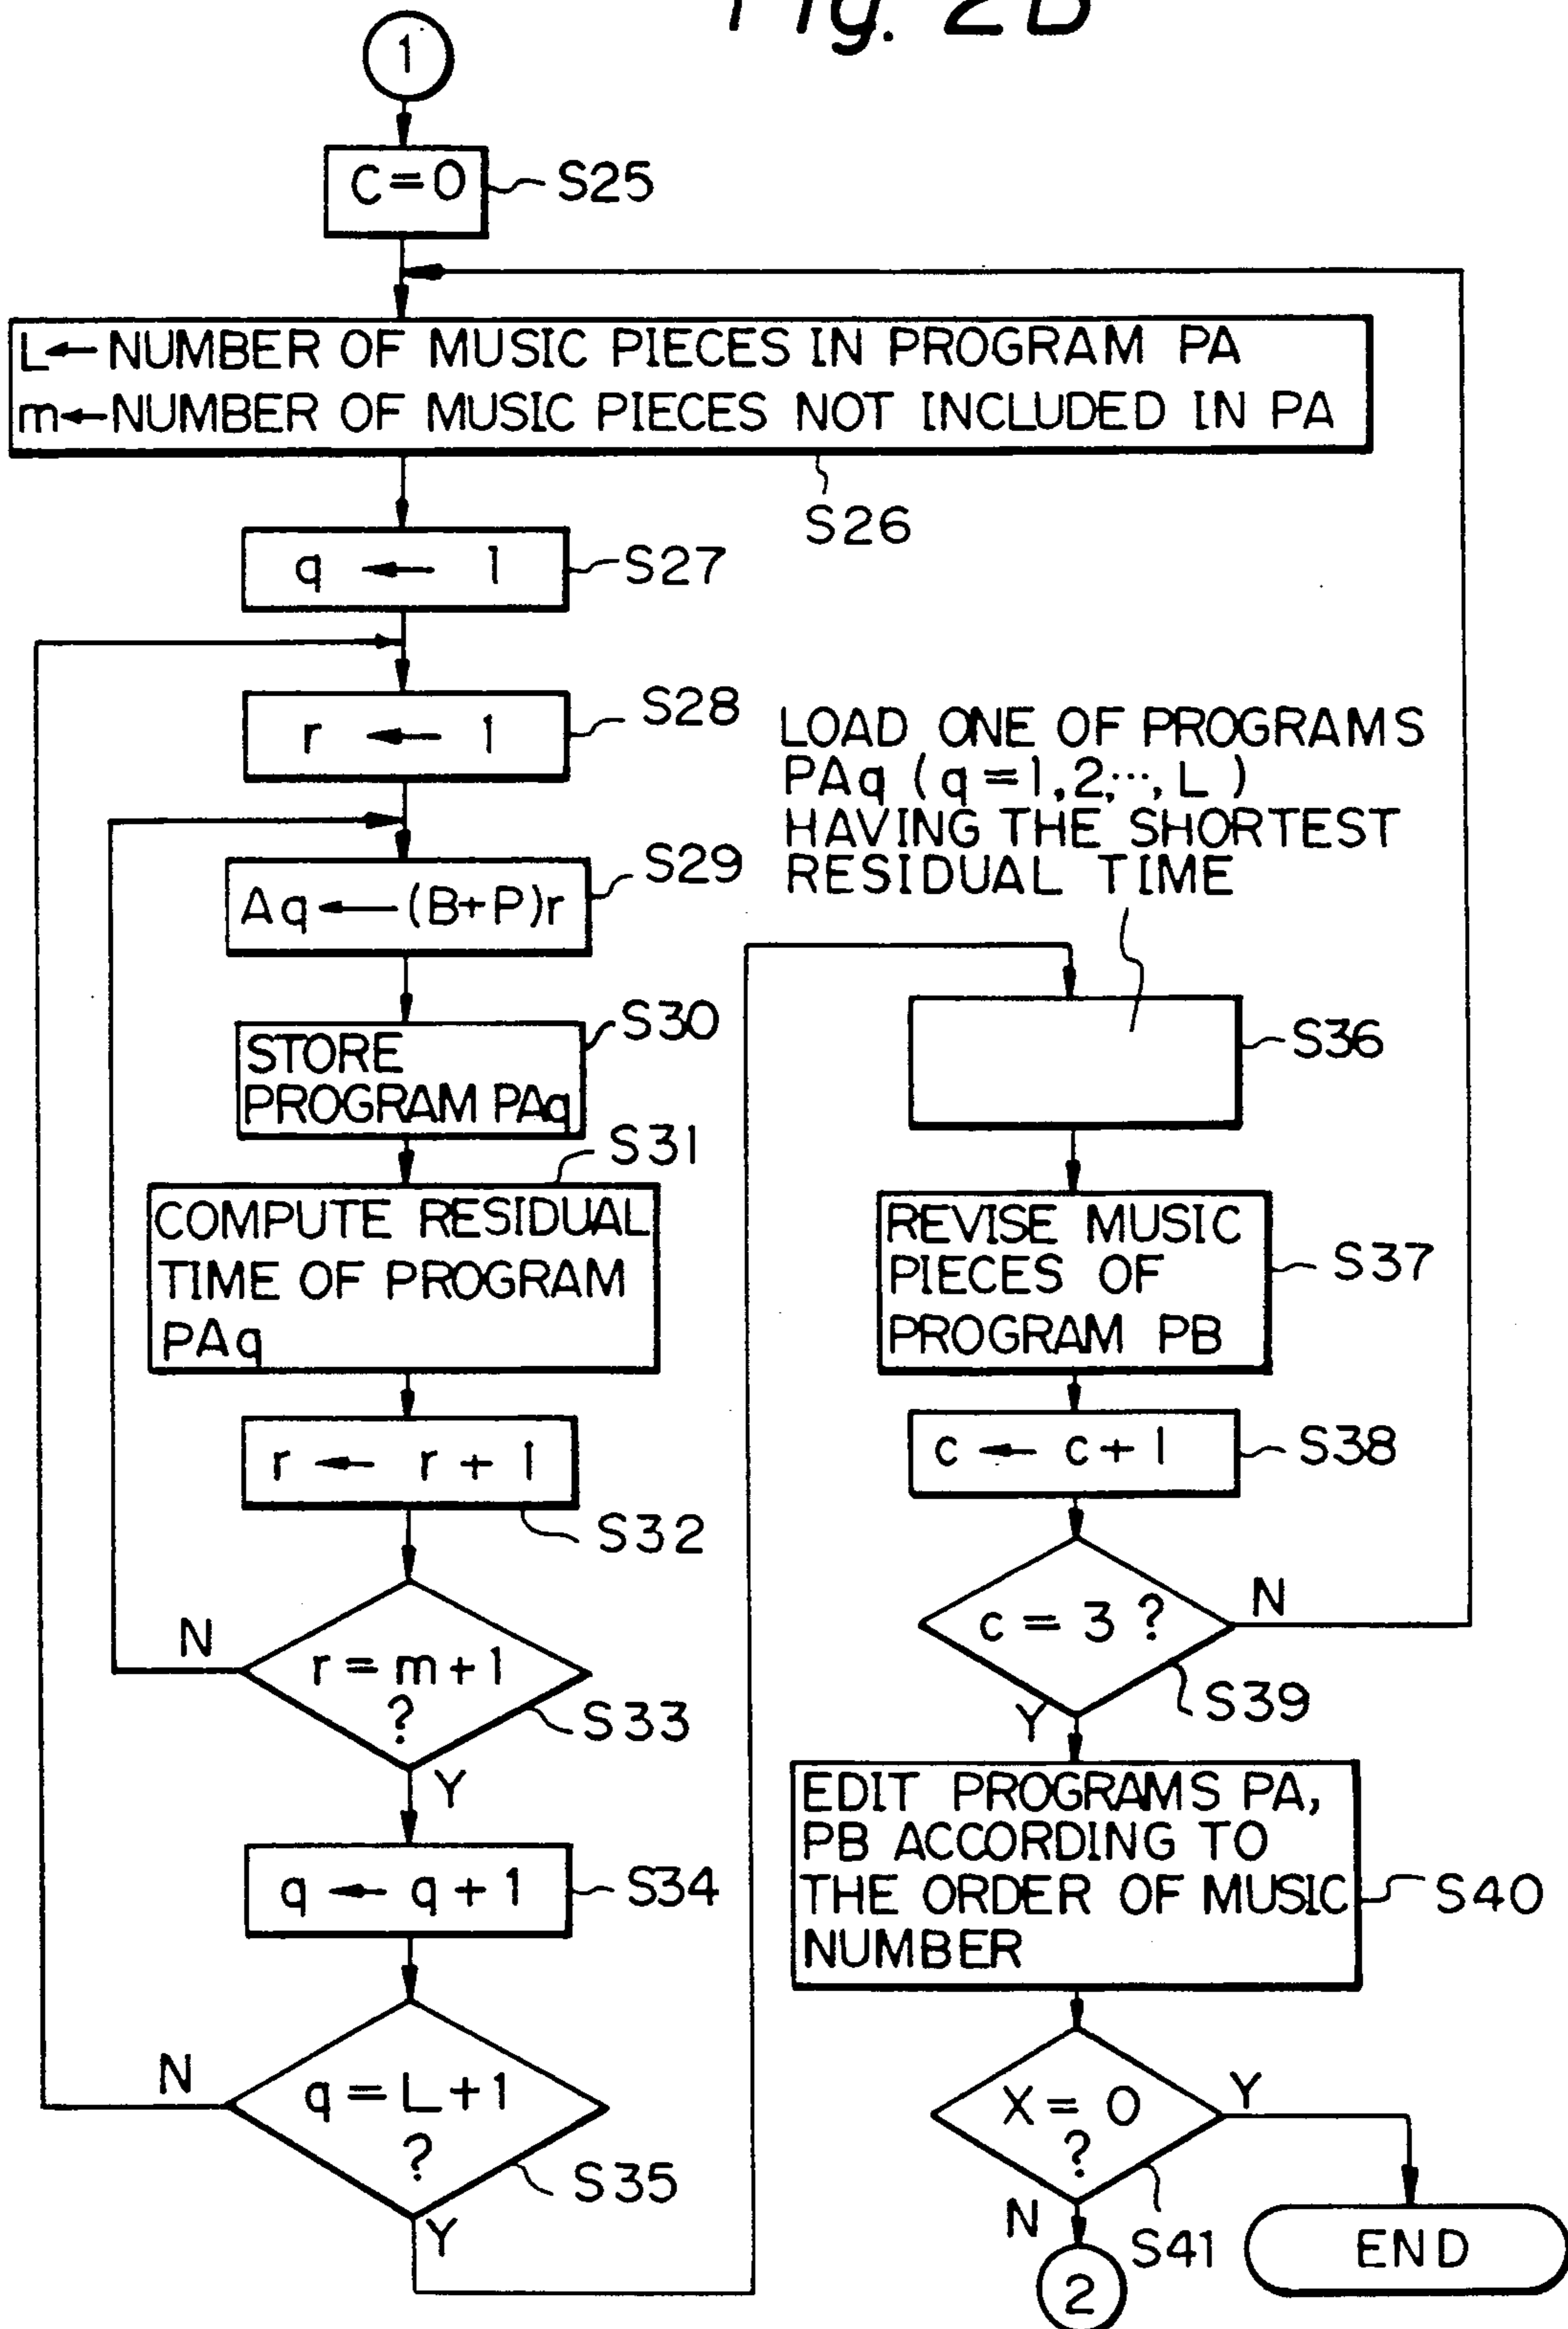 Fig. 2B
1
C=0
S25
L←NUMBER OF MUSIC PIECES IN PROGRAM PA
m←NUMBER OF MUSIC PIECES NOT INCLUDED IN PA
S26
q ← 1
S27
r ← 1
S28
Aq←(B+P)r
S29
STORE
PROGRAM PAq
S30
COMPUTE RESIDUAL
TIME OF PROGRAM
PAq
S31
r ← r + 1
S32
r = m + 1
?
S33
N
Y
q ← q + 1
S34
q = L + 1
?
S35
N
Y
LOAD ONE OF PROGRAMS
PAq ( q = 1, 2, ···, L )
HAVING THE SHORTEST
RESIDUAL TIME
S36
REVISE MUSIC
PIECES OF
PROGRAM PB
S37
c ← c + 1
S38
c = 3 ?
N
S39
Y
EDIT PROGRAMS PA,
PB ACCORDING TO
THE ORDER OF MUSIC
NUMBER
S40
X = 0
?
Y
N
S41
END
2